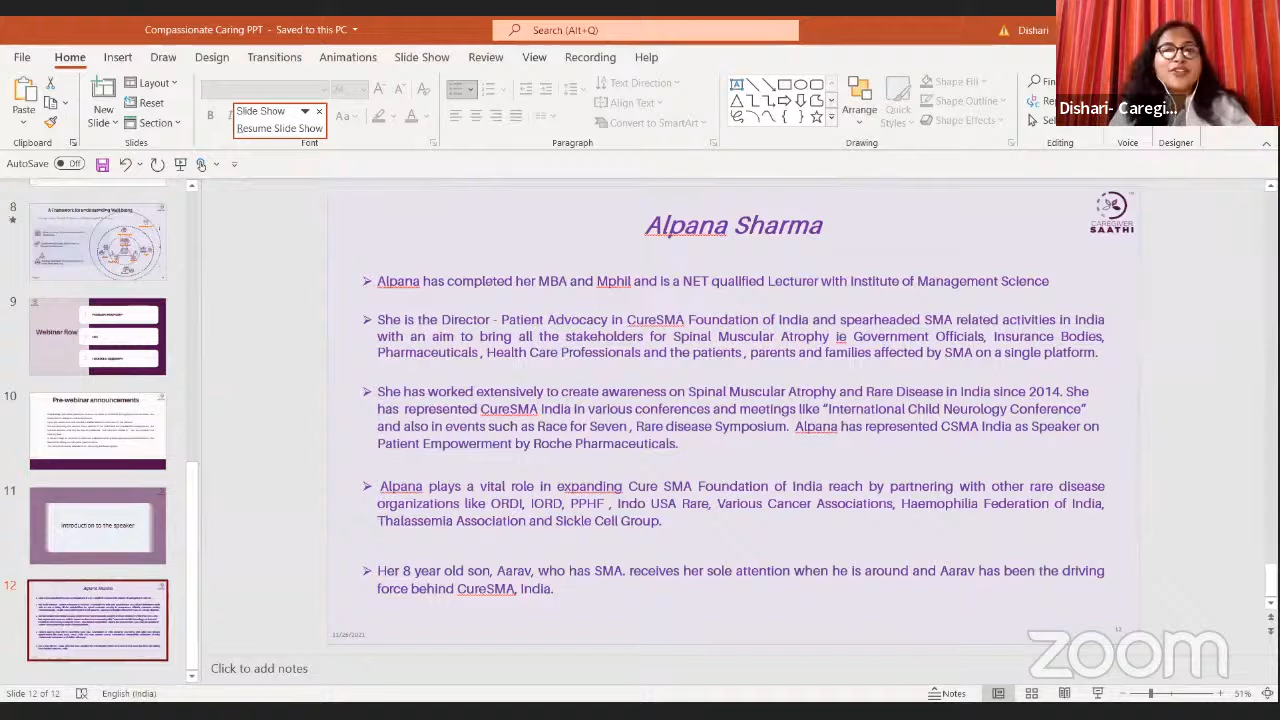 Compassionate Caring PPT - Saved to this PC
Search (Alt+Q)
Dishari
File Home Insert Draw Design Transitions Animations Slide Show Review View Recording Help
Paste
New
Slide
Layout
Reset
Section
Slide Show
Resume Slide Show
B
Aa
A
Text Direction
Align Text
Convert to SmartArt
Arrange
Quick
Styles
Shape Fill
Shape Outline
Shape Effects
Dishari- Caregi...
Clipboard Slides Font Paragraph Drawing Editing Voice Designer
AutoSave Off
8
A Framework for understanding Wellbeing
9
Webinar flow
10
Pre-webinar announcements
11
Introduction to the speaker
12
Alpana Sharma
Alpana Sharma
CAREGIVER
SAATHI
➢ Alpana has completed her MBA and Mphil and is a NET qualified Lecturer with Institute of Management Science
➢ She is the Director - Patient Advocacy in CureSMA Foundation of India and spearheaded SMA related activities in India
with an aim to bring all the stakeholders for Spinal Muscular Atrophy ie Government Officials, Insurance Bodies,
Pharmaceuticals , Health Care Professionals and the patients , parents and families affected by SMA on a single platform.
➢ She has worked extensively to create awareness on Spinal Muscular Atrophy and Rare Disease in India since 2014. She
has represented CureSMA India in various conferences and meetings like "International Child Neurology Conference"
and also in events like Race for Seven , Rare disease Symposium. Alpana has represented CSMA India as Speaker on
Patient Empowerment by Roche Pharmaceuticals.
➢ Alpana plays a vital role in expanding Cure SMA Foundation of India reach by partnering with other rare disease
organizations like ORDI, IORD, PPHF , Indo USA Rare, Various Cancer Associations, Haemophilia Federation of India,
Thalassemia Association and Sickle Cell Group.
➢ Her 8 year old son, Aarav, who has SMA. receives her sole attention when he is around and Aarav has been the driving
force behind CureSMA, India.
11/26/2021
12
zoom
Click to add notes
Slide 12 of 12 English (India) Notes 51%